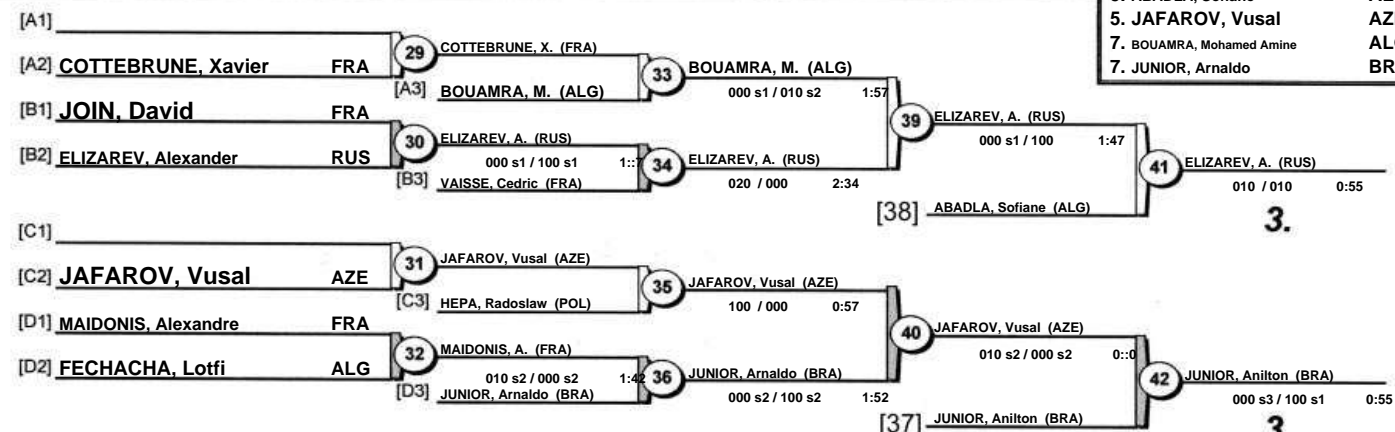 5. JAFAROV, Vusal
7. BOUAMRA, Mohamed Amine
7. JUNIOR, Arnaldo
[A1]
29
COTTEBRUNE, X. (FRA)
[A2] COTTEBRUNE, Xavier FRA
33
BOUAMRA, M. (ALG)
[A3] BOUAMRA, M. (ALG)
000 s1 / 010 s2 1:57
[B1] JOIN, David FRA
39
ELIZAREV, A. (RUS)
30
ELIZAREV, A. (RUS)
000 s1 / 100 1:47
[B2] ELIZAREV, Alexander RUS
000 s1 / 100 s1
34
ELIZAREV, A. (RUS)
41
ELIZAREV, A. (RUS)
[B3] VAISSE, Cedric (FRA)
020 / 000 2:34
010 / 010 0:55
[38] ABADLA, Sofiane (ALG)
3.
[C1]
31
JAFAROV, Vusal (AZE)
[C2] JAFAROV, Vusal AZE
35
JAFAROV, Vusal (AZE)
[C3] HEPA, Radoslaw (POL)
100 / 000 0:57
[D1] MAIDONIS, Alexandre FRA
40
JAFAROV, Vusal (AZE)
32
MAIDONIS, A. (FRA)
010 s2 / 000 s2 0::0
[D2] FECHACHA, Lotfi ALG
010 s2 / 000 s2 1:42
36
JUNIOR, Arnaldo (BRA)
42
JUNIOR, Anilton (BRA)
[D3] JUNIOR, Arnaldo (BRA)
000 s2 / 100 s2 1:52
000 s3 / 100 s1 0:55
[37] JUNIOR, Anilton (BRA)
3.